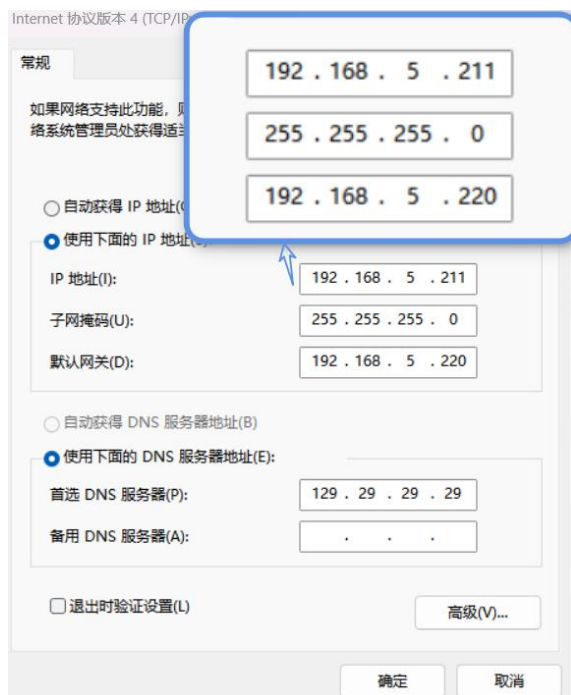 Internet 协议版本 4 (TCP/IP
常规
192 . 168 . 5 . 211
255 . 255 . 255 . 0
192 . 168 . 5 . 220
如果网络支持此功能，
络系统管理员处获得适
自动获得 IP 地址(
使用下面的 IP 地址(
IP 地址(I): 192 . 168 . 5 . 211
子网掩码(U): 255 . 255 . 255 . 0
默认网关(D): 192 . 168 . 5 . 220
自动获得 DNS 服务器地址(B)
使用下面的 DNS 服务器地址(E):
首选 DNS 服务器(P): 129 . 29 . 29 . 29
备用 DNS 服务器(A): . . .
退出时验证设置(L)
高级(V)...
确定 取消